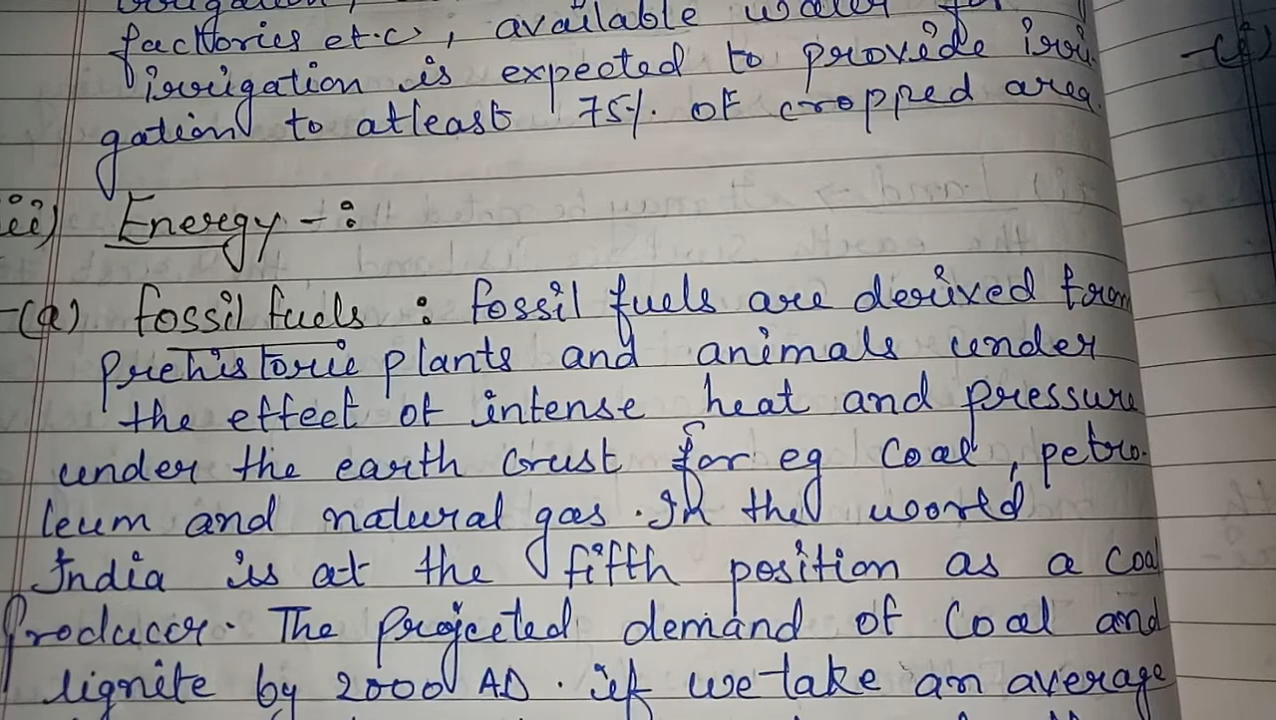 irrigation,
facttories etc, available water for
irrigation is expected to provide irri
gation to atleast 75% of cropped area.
ii) Energy -:
-(a) fossil fuels : fossil fuels are derived from
prehistoric plants and animals under
the effect of intense heat and pressure
under the earth crust for eg coal, petro-
leum and natural gas. In the woorld
India is at the fifth position as a coal
Producer. The projected demand of coal and
lignite by 2000 AD. if we take an average